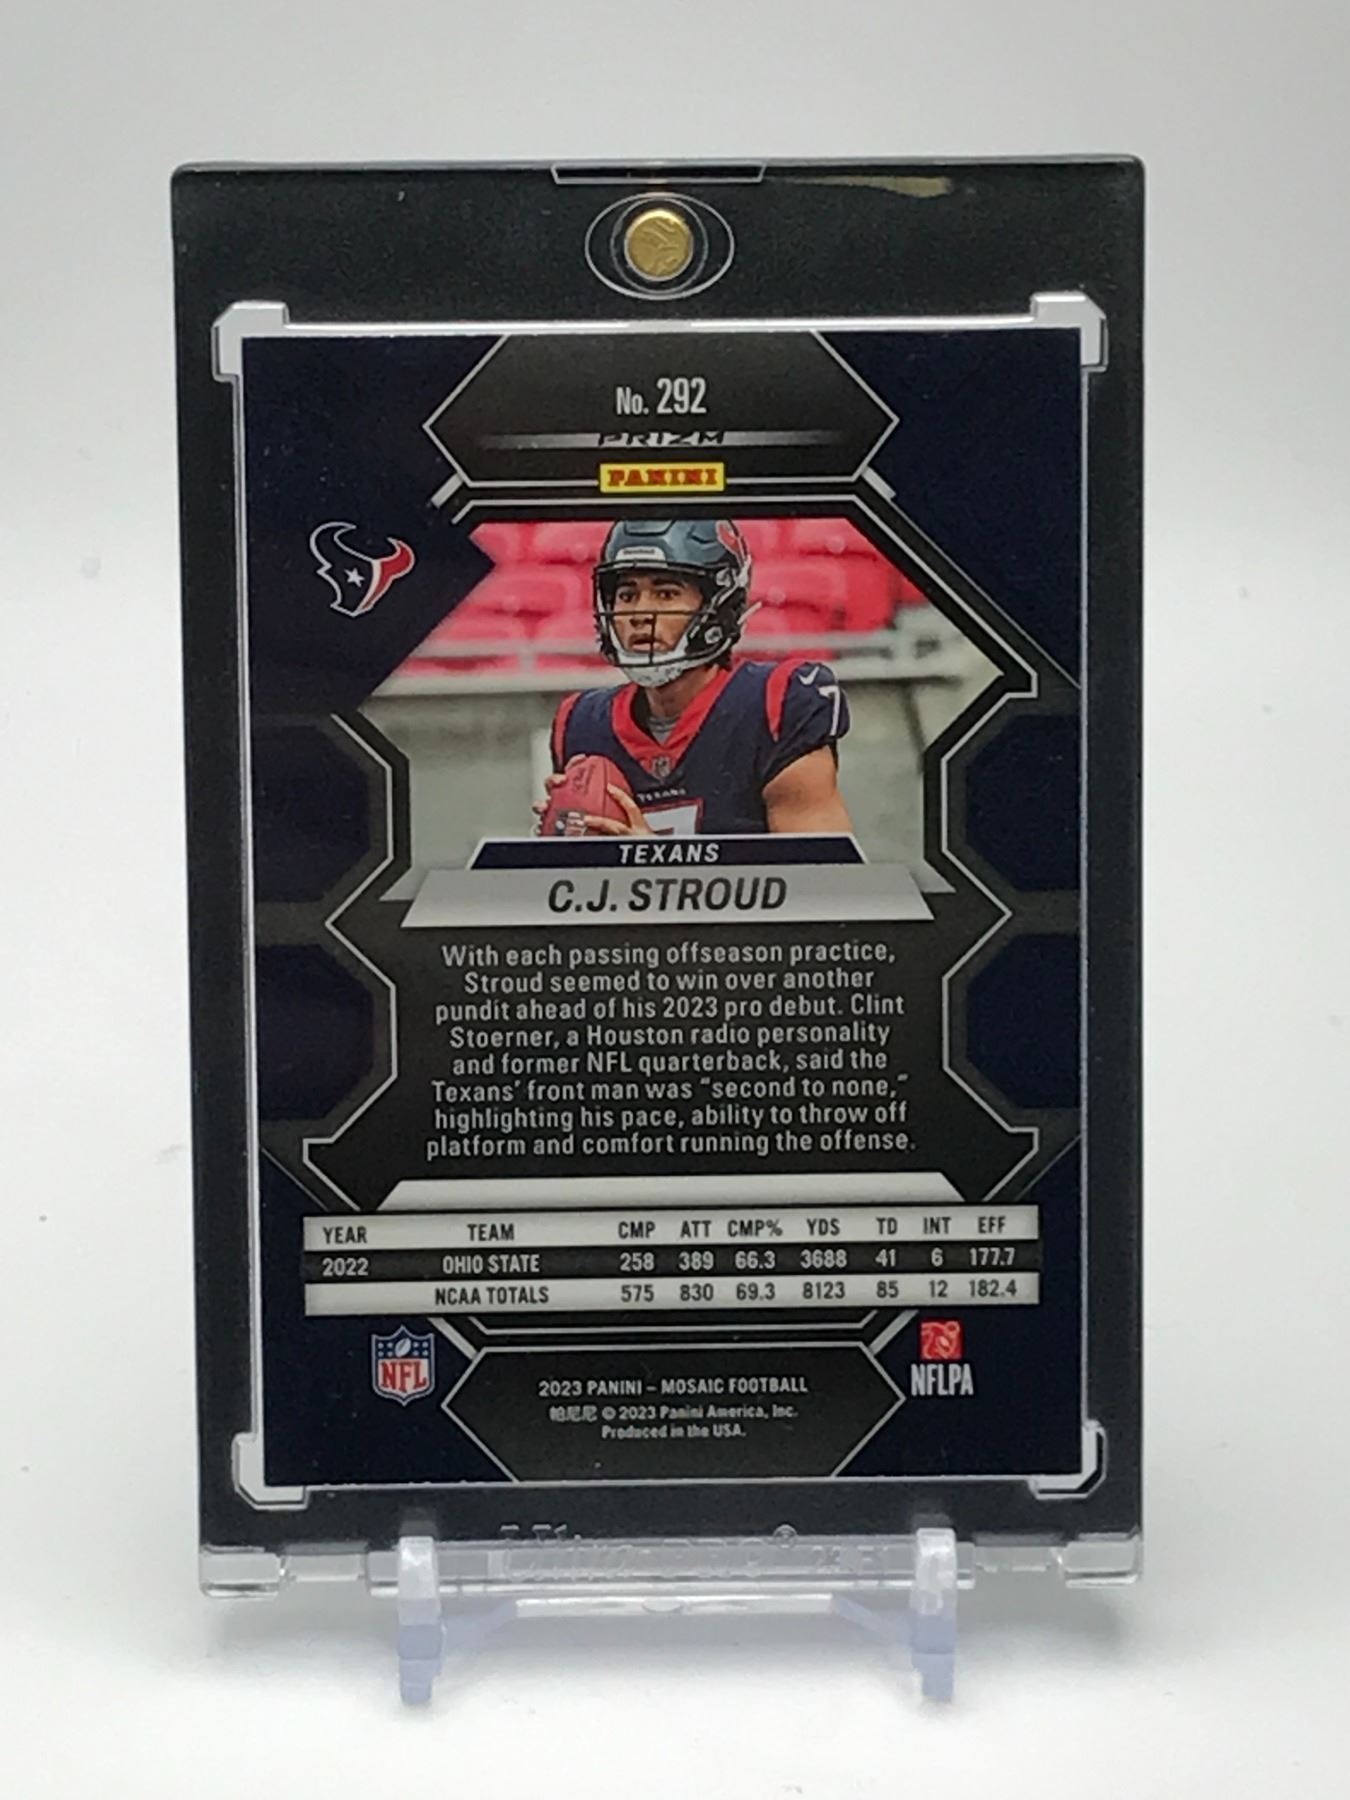 No. 292
PRIZM
PANINI
Texans
7
TEXANS
C.J. STROUD
With each passing offseason practice,
Stroud seemed to win over another
pundit ahead of his 2023 pro debut. Clint
Stoerner, a Houston radio personality
and former NFL quarterback, said the
Texans' front man was "second to none,"
highlighting his pace, ability to throw off
platform and comfort running the offense.
YEAR TEAM CMP ATT CMP% YDS TD INT EFF
2022 OHIO STATE 258 389 66.3 3688 41 6 177.7
NCAA TOTALS 575 830 69.3 8123 85 12 182.4
NFL
NFLPA
2023 PANINI – MOSAIC FOOTBALL
帕尼尼 © 2023 Panini America, Inc.
Produced in the USA.
Ultra PRO®